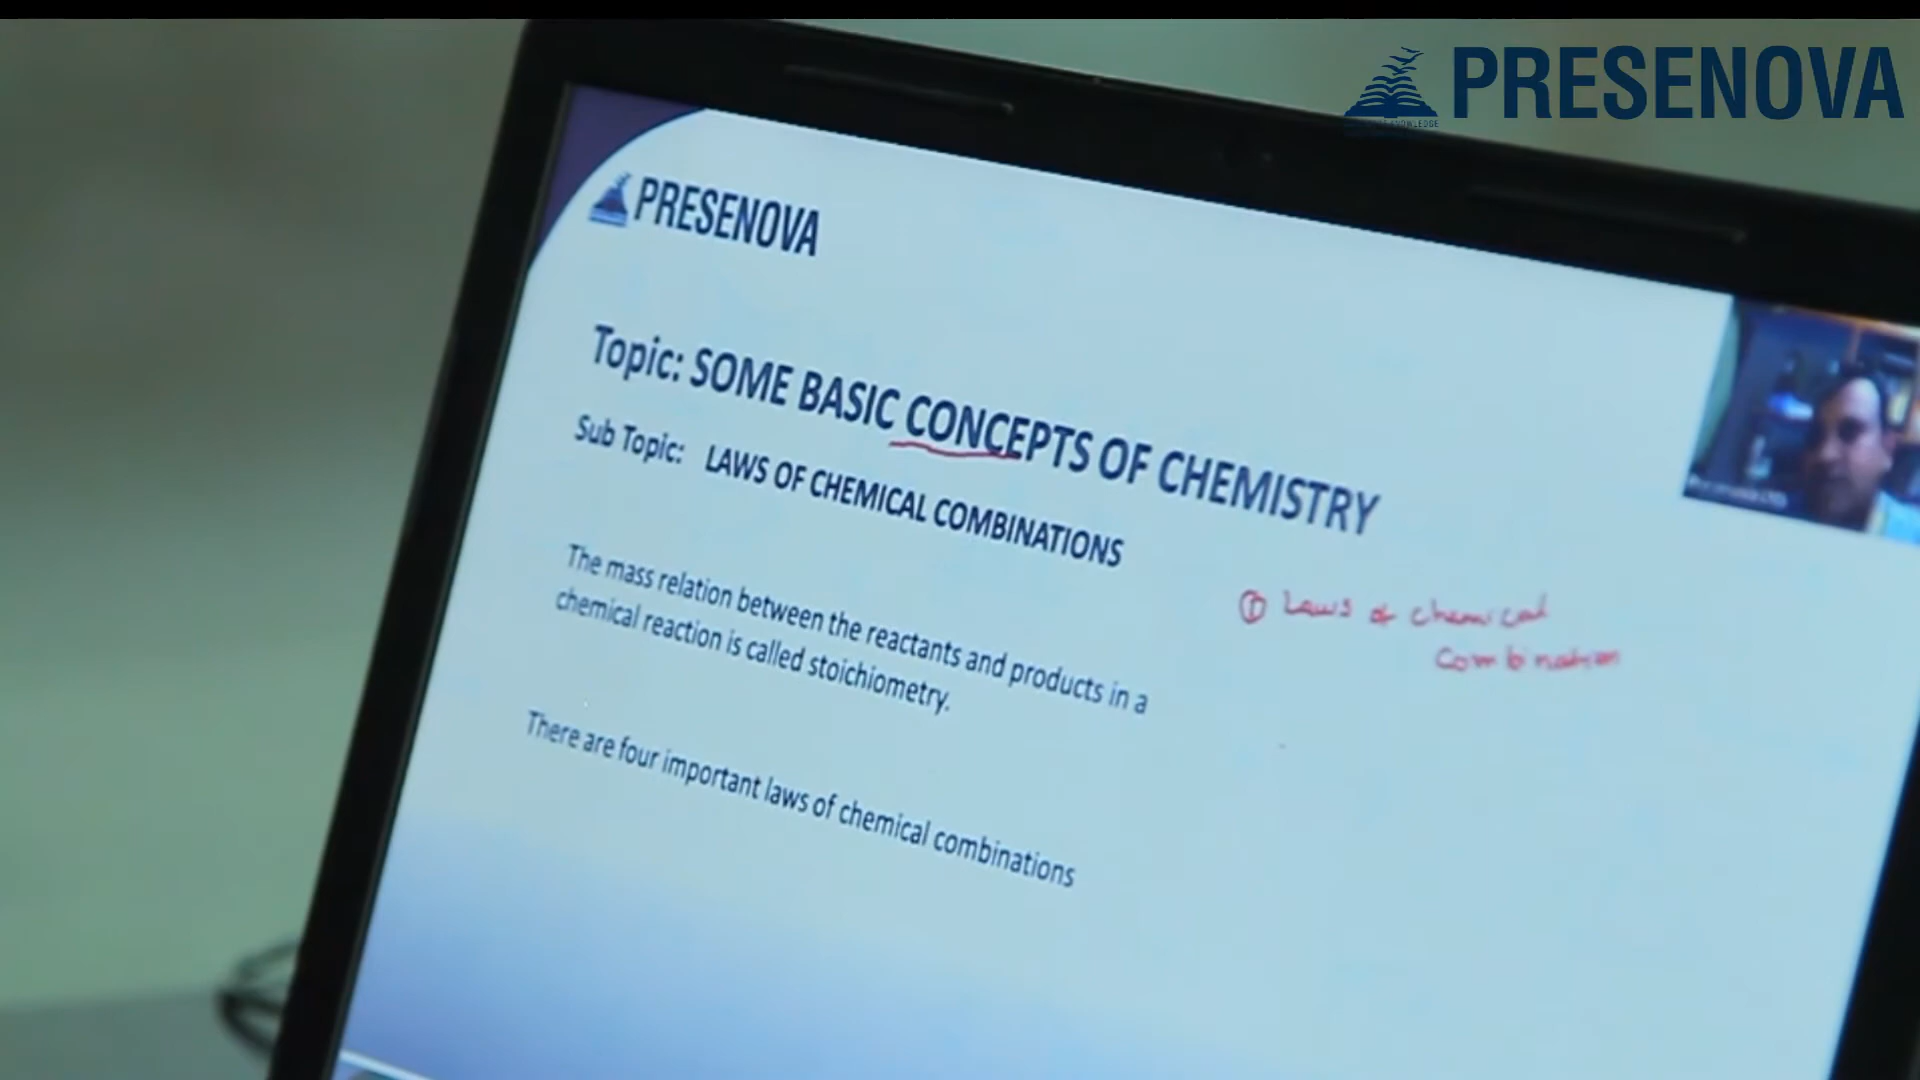 PRESENOVA
PRESENOVA
Topic: SOME BASIC CONCEPTS OF CHEMISTRY
Sub Topic: LAWS OF CHEMICAL COMBINATIONS
The mass relation between the reactants and products in a
chemical reaction is called stoichiometry.
There are four important laws of chemical combinations
① Laws of chemical
Combination